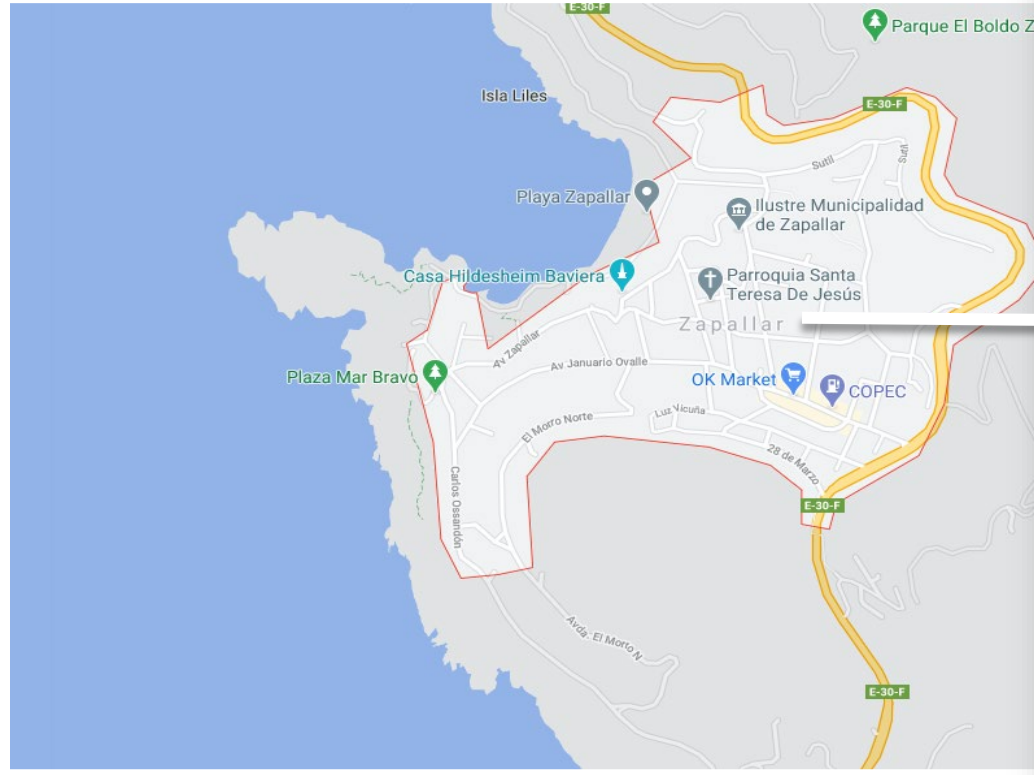 E-30-F
Parque El Boldo Z
Isla Liles
E-30-F
Sutil
Sutil
Playa Zapallar
Ilustre Municipalidad
de Zapallar
Casa Hildesheim Baviera
Parroquia Santa
Teresa De Jesús
Zapallar
Av Zapallar
Av Januario Ovalle
Plaza Mar Bravo
OK Market
COPEC
Luz Vicuña
El Morro Norte
28 de Marzo
Carlos Ossandón
E-30-F
Avda. El Morto N
E-30-F